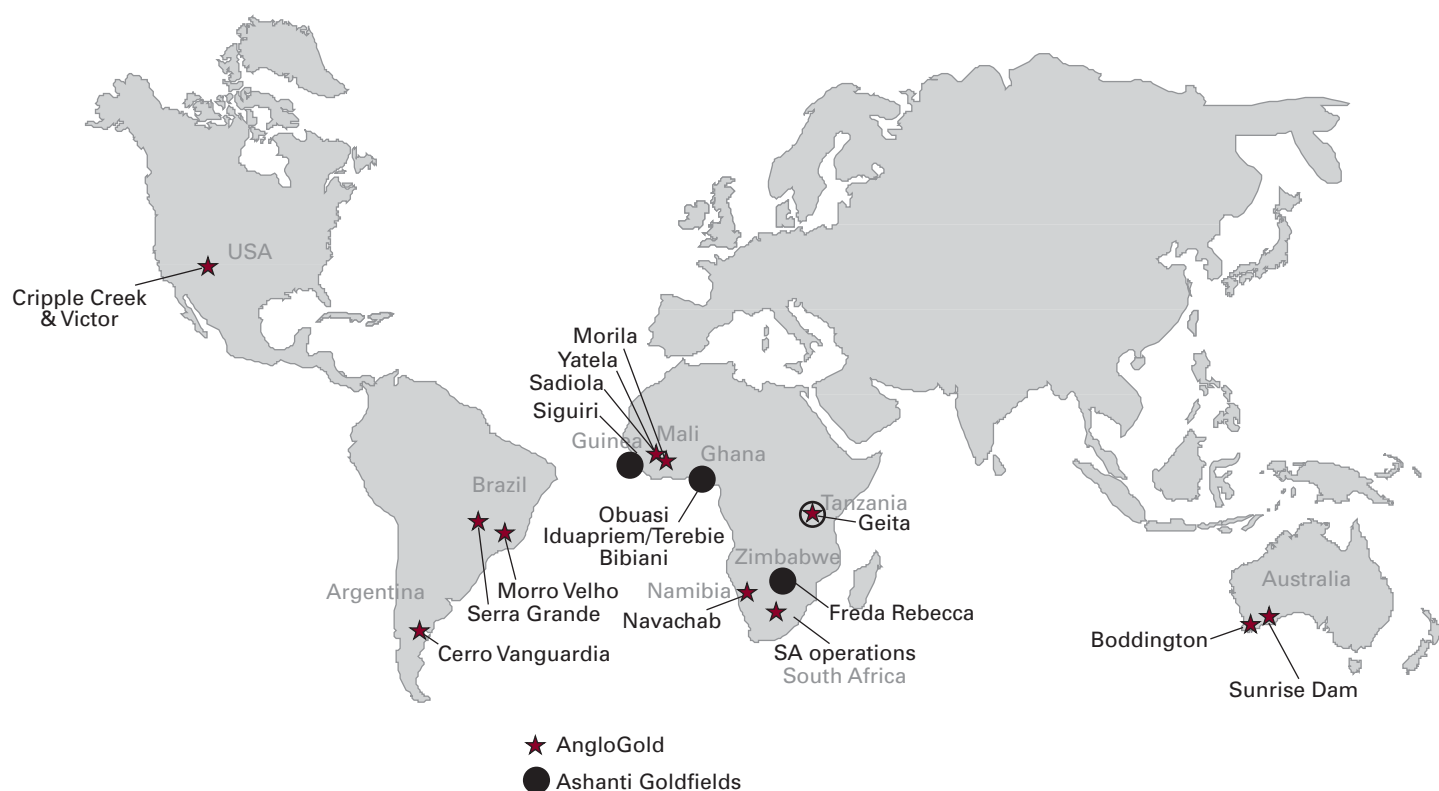 USA
Cripple Creek
& Victor
Morila
Yatela
Sadiola
Siguiri
Guinea
Mali
Ghana
Brazil
Obuasi
Iduapriem/Terebie
Bibiani
Tanzania
Geita
Zimbabwe
Argentina
Morro Velho
Serra Grande
Namibia
Navachab
Freda Rebecca
Cerro Vanguardia
SA operations
South Africa
Australia
Boddington
Sunrise Dam
AngloGold
Ashanti Goldfields